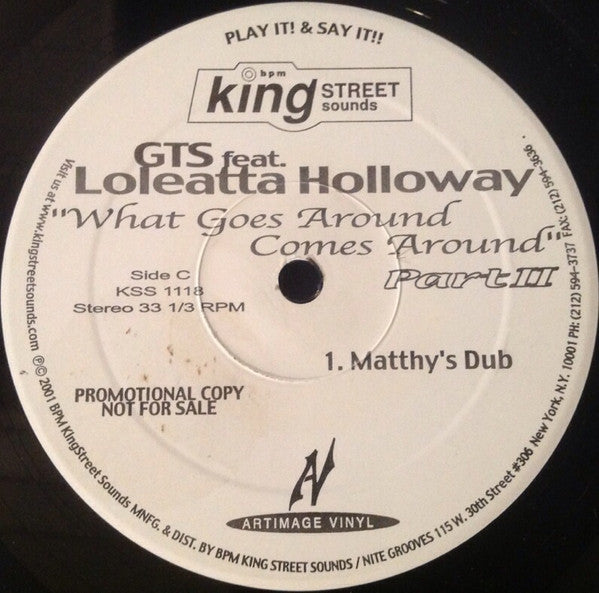 PLAY IT! & SAY IT!!
bpm
king STREET
sounds
GTS feat.
Loleatta Holloway
"What Goes Around
Comes Around"
Part II
Side C
KSS 1118
Stereo 33 1/3 RPM
1. Matthy's Dub
PROMOTIONAL COPY
NOT FOR SALE
AV
ARTIMAGE VINYL
Visit us at www.kingstreetsounds.com ℗© 2001 BPM KingStreet Sounds MNFG. & DIST. BY BPM KING STREET SOUNDS / NITE GROOVES 115 W. 30th Street #306 New York, N.Y. 10001 PH: (212) 594-3737 FAX: (212) 594-3636